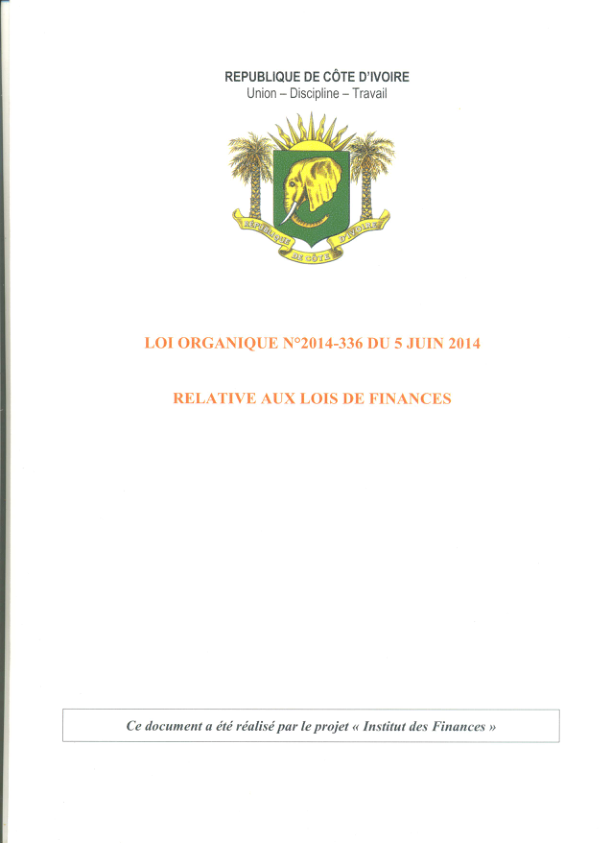 REPUBLIQUE DE CÔTE D'IVOIRE
Union – Discipline – Travail
RÉPUBLIQUE DE CÔTE D'IVOIRE
LOI ORGANIQUE N°2014-336 DU 5 JUIN 2014
RELATIVE AUX LOIS DE FINANCES
Ce document a été réalisé par le projet « Institut des Finances »